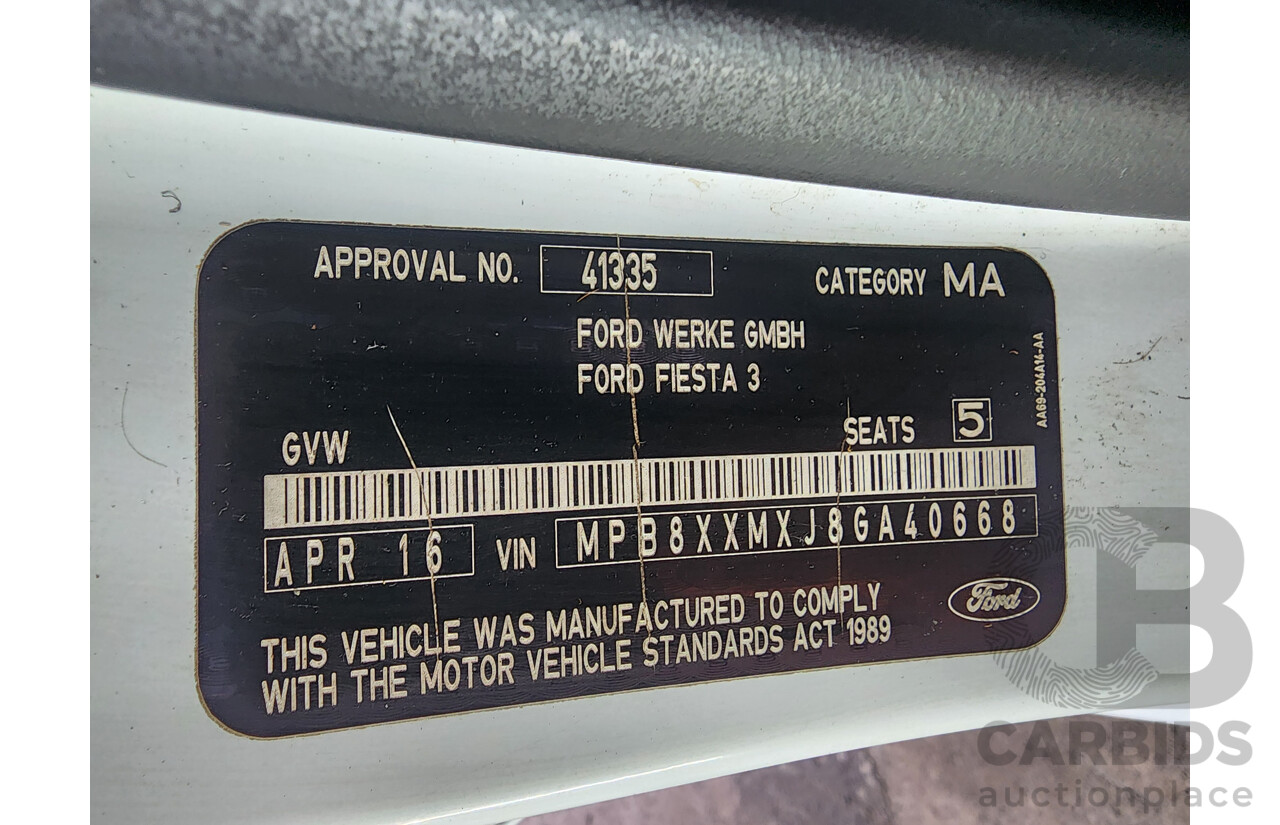 APPROVAL NO. 41335 CATEGORY MA
FORD WERKE GMBH
FORD FIESTA 3
AA69-204A14-AA
GVW SEATS 5
APR 16 VIN MPB8XXMXJ8GA40668
THIS VEHICLE WAS MANUFACTURED TO COMPLY
WITH THE MOTOR VEHICLE STANDARDS ACT 1989
Ford
B
CARBIDS
auctionplace